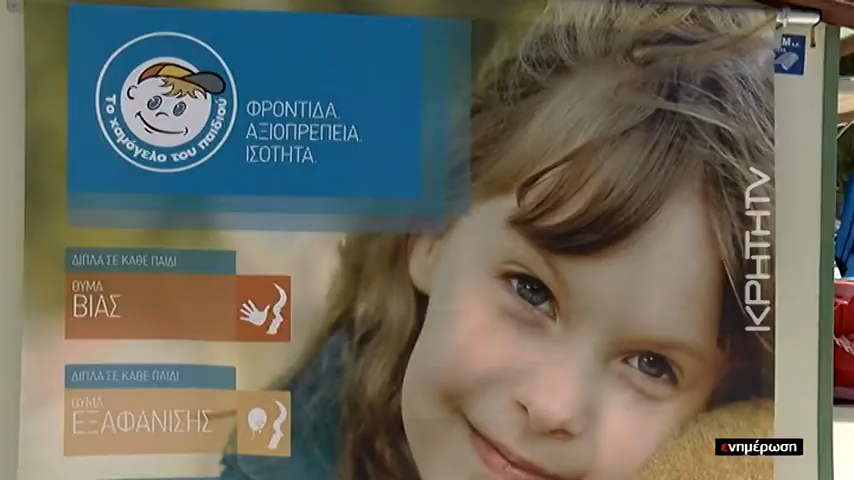 Το χαμόγελο του παιδιού
ΦΡΟΝΤΙΔΑ.
ΑΞΙΟΠΡΕΠΕΙΑ.
ΙΣΟΤΗΤΑ.
ΔΙΠΛΑ ΣΕ ΚΑΘΕ ΠΑΙΔΙ
ΘΥΜΑ
ΒΙΑΣ
ΔΙΠΛΑ ΣΕ ΚΑΘΕ ΠΑΙΔΙ
ΘΥΜΑ
ΕΞΑΦΑΝΙΣΗΣ
ΚΡΗΤΗTV
ενημέρωση